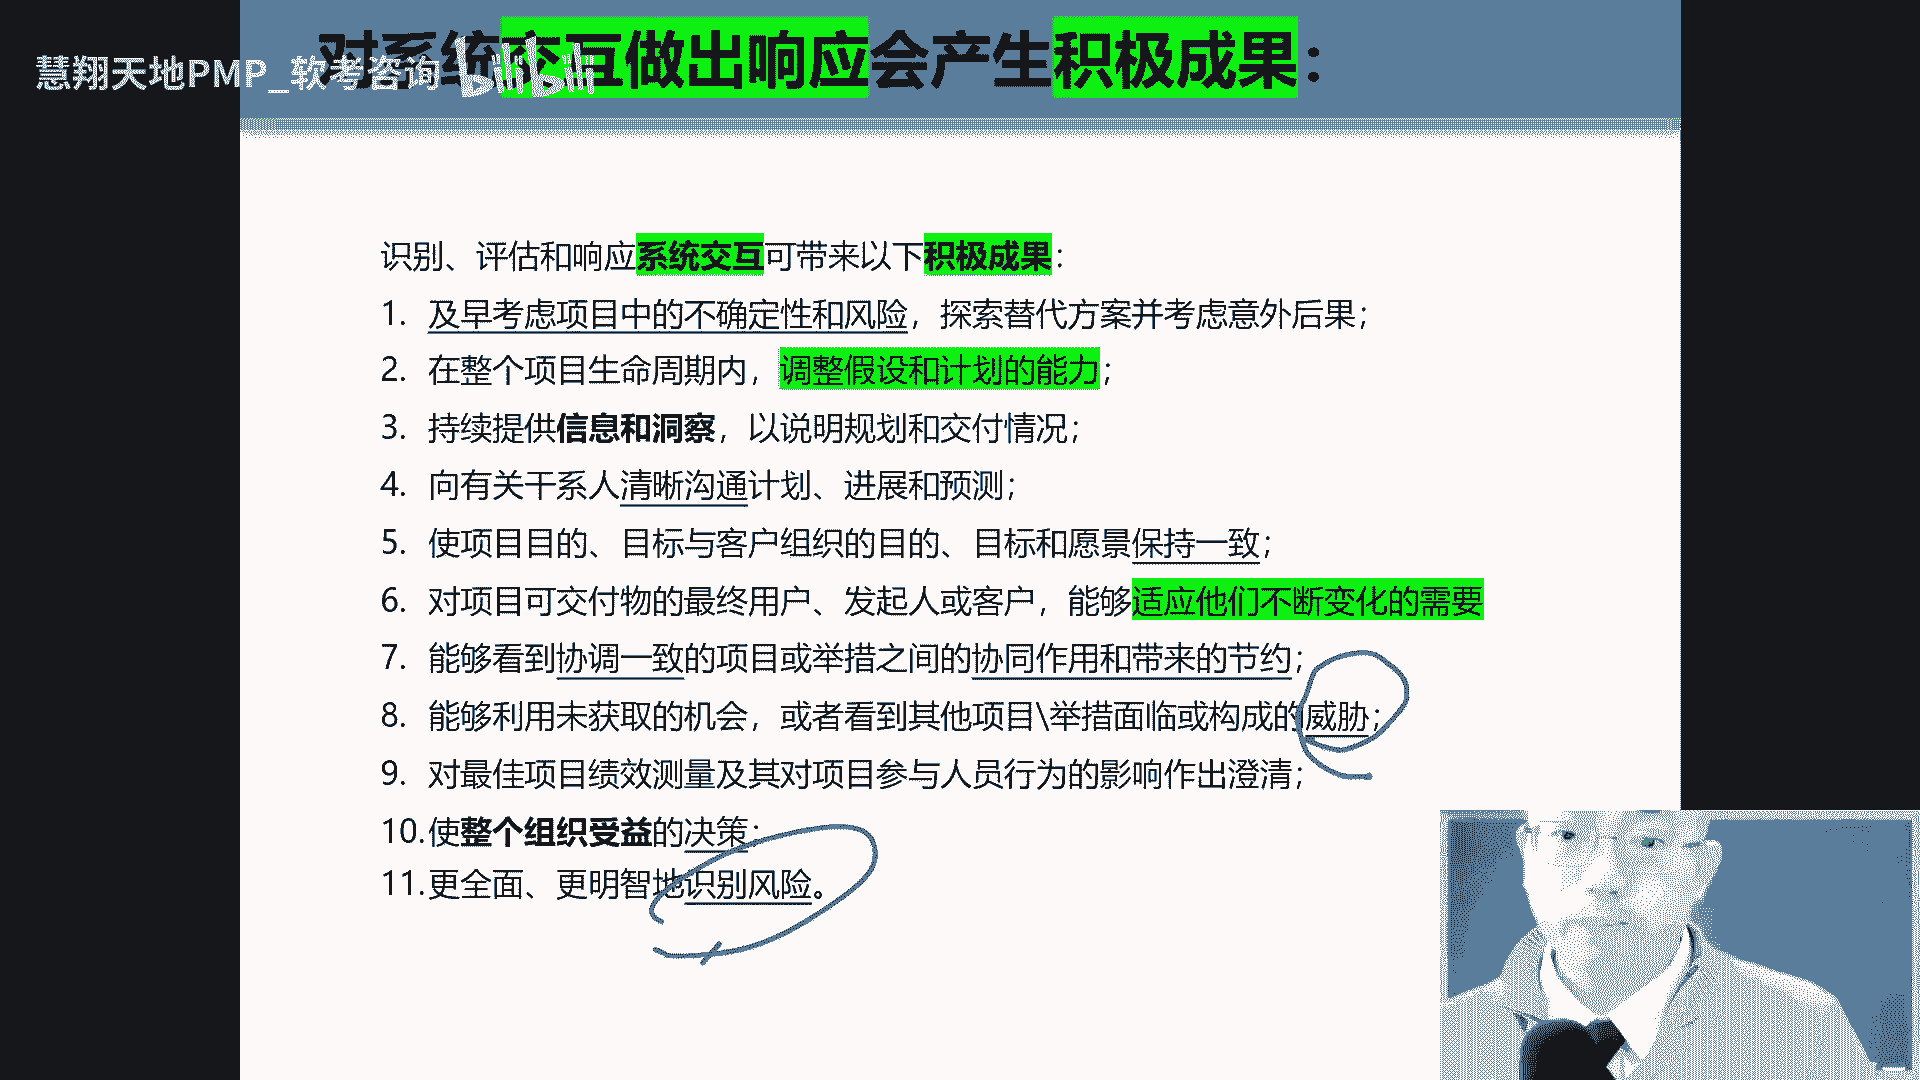 对系统交互做出响应会产生积极成果：
慧翔天地PMP_软考咨询 bilibili
识别、评估和响应系统交互可带来以下积极成果：
1. 及早考虑项目中的不确定性和风险，探索替代方案并考虑意外后果；
2. 在整个项目生命周期内，调整假设和计划的能力；
3. 持续提供信息和洞察，以说明规划和交付情况；
4. 向有关干系人清晰沟通计划、进展和预测；
5. 使项目目的、目标与客户组织的目的、目标和愿景保持一致；
6. 对项目可交付物的最终用户、发起人或客户，能够适应他们不断变化的需要
7. 能够看到协调一致的项目或举措之间的协同作用和带来的节约；
8. 能够利用未获取的机会，或者看到其他项目\举措面临或构成的威胁；
9. 对最佳项目绩效测量及其对项目参与人员行为的影响作出澄清；
10.使整个组织受益的决策；
11.更全面、更明智地识别风险。